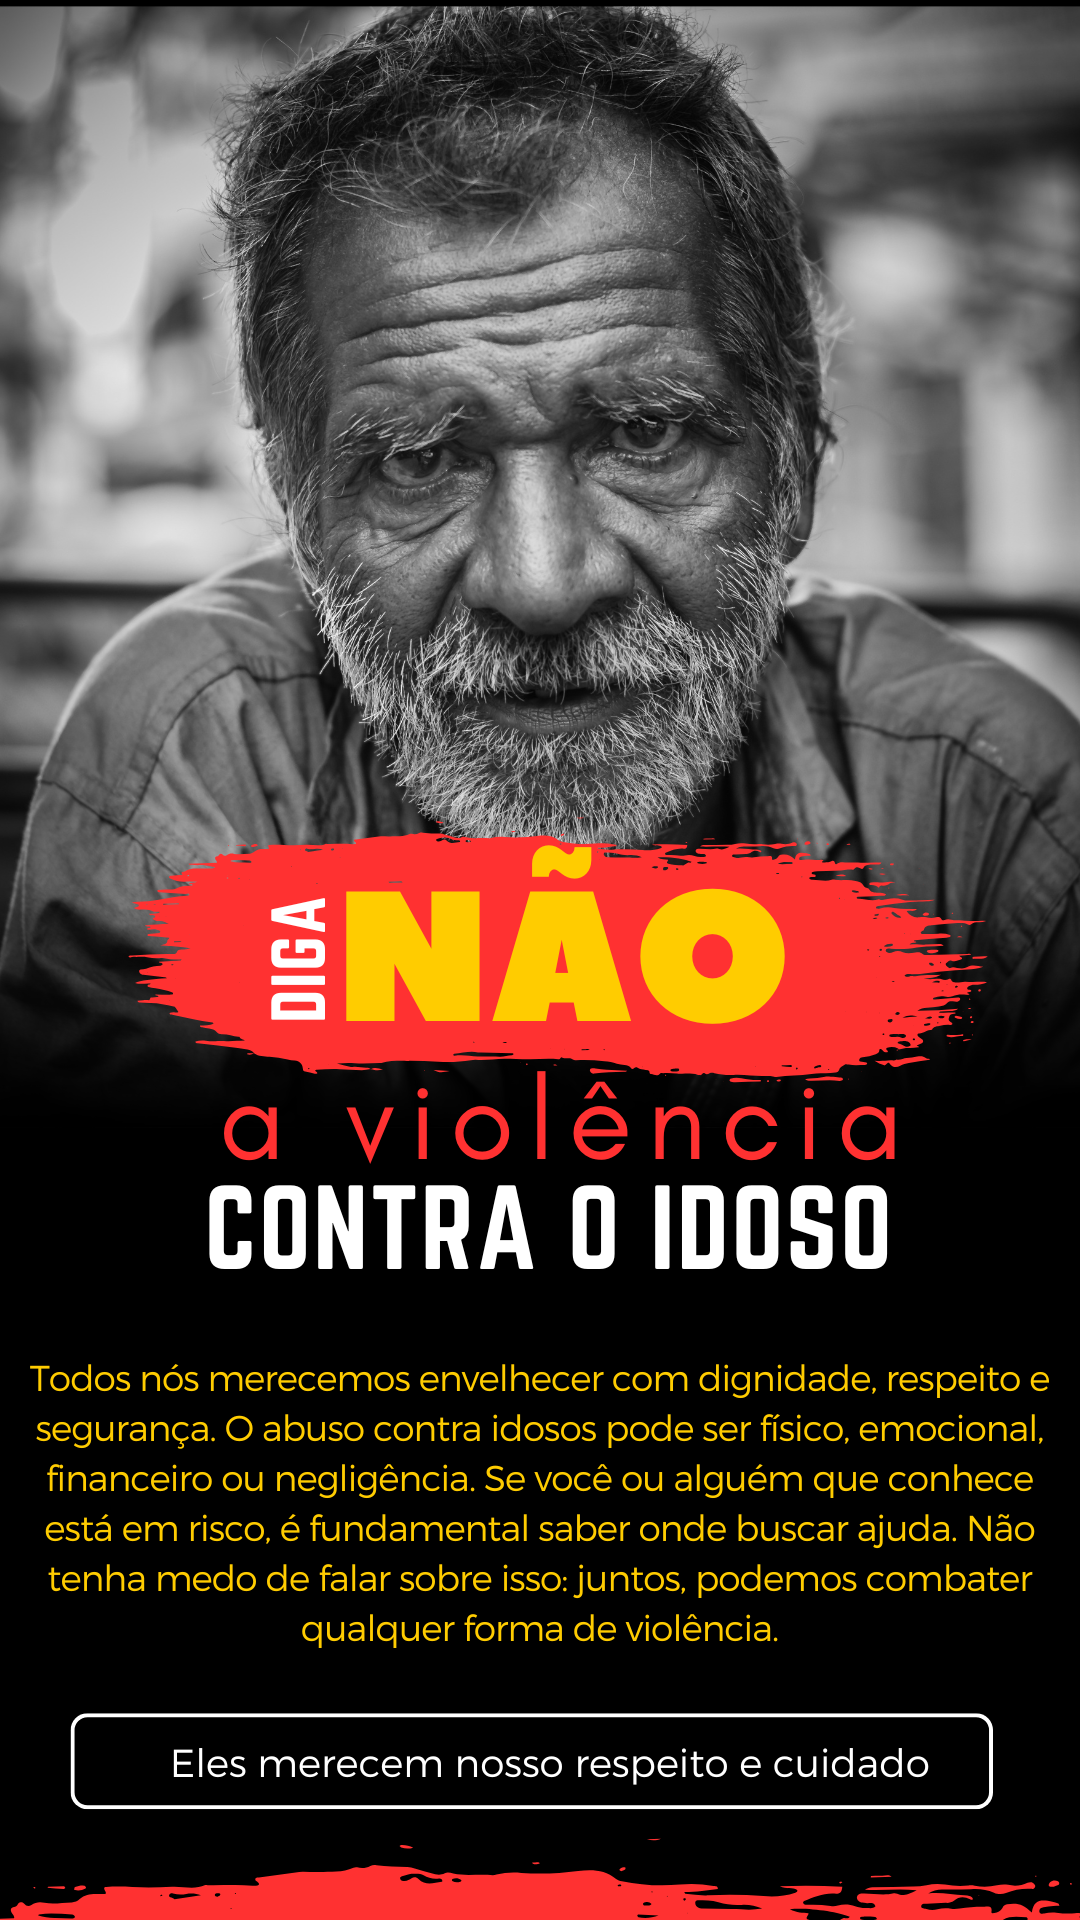 DIGA
NÃO
a violência
CONTRA O IDOSO
Todos nós merecemos envelhecer com dignidade, respeito e
segurança. O abuso contra idosos pode ser físico, emocional,
financeiro ou negligência. Se você ou alguém que conhece
está em risco, é fundamental saber onde buscar ajuda. Não
tenha medo de falar sobre isso: juntos, podemos combater
qualquer forma de violência.
Eles merecem nosso respeito e cuidado